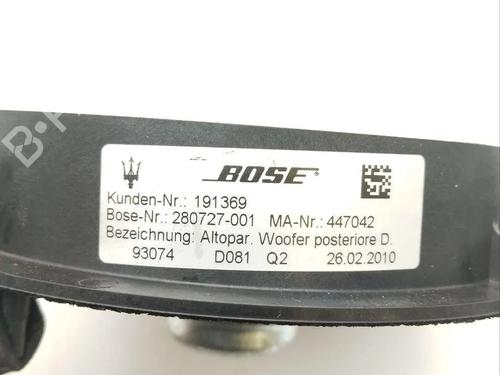 BOSE
Kunden-Nr.: 191369
Bose-Nr.: 280727-001 MA-Nr.: 447042
Bezeichnung: Altopar. Woofer posteriore D.
93074 D081 Q2 26.02.2010